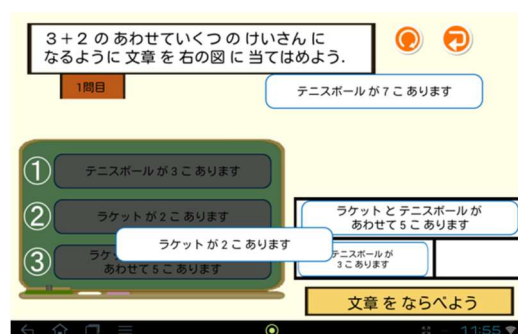 3+2 の あわせていくつ の けいさん に
なるように 文章 を 右の図 に 当てはめよう.
1問目
テニスボール が 7 こ あります
① テニスボール が 3 こ あります
② ラケット が 2 こ あります
③ ラケ
あわせて 5 こ あります
ラケット が 2 こ あります
ラケット と テニスボール が
あわせて 5 こ あります
テニスボール が
3 こ あります
文章 を ならべよう
11:55